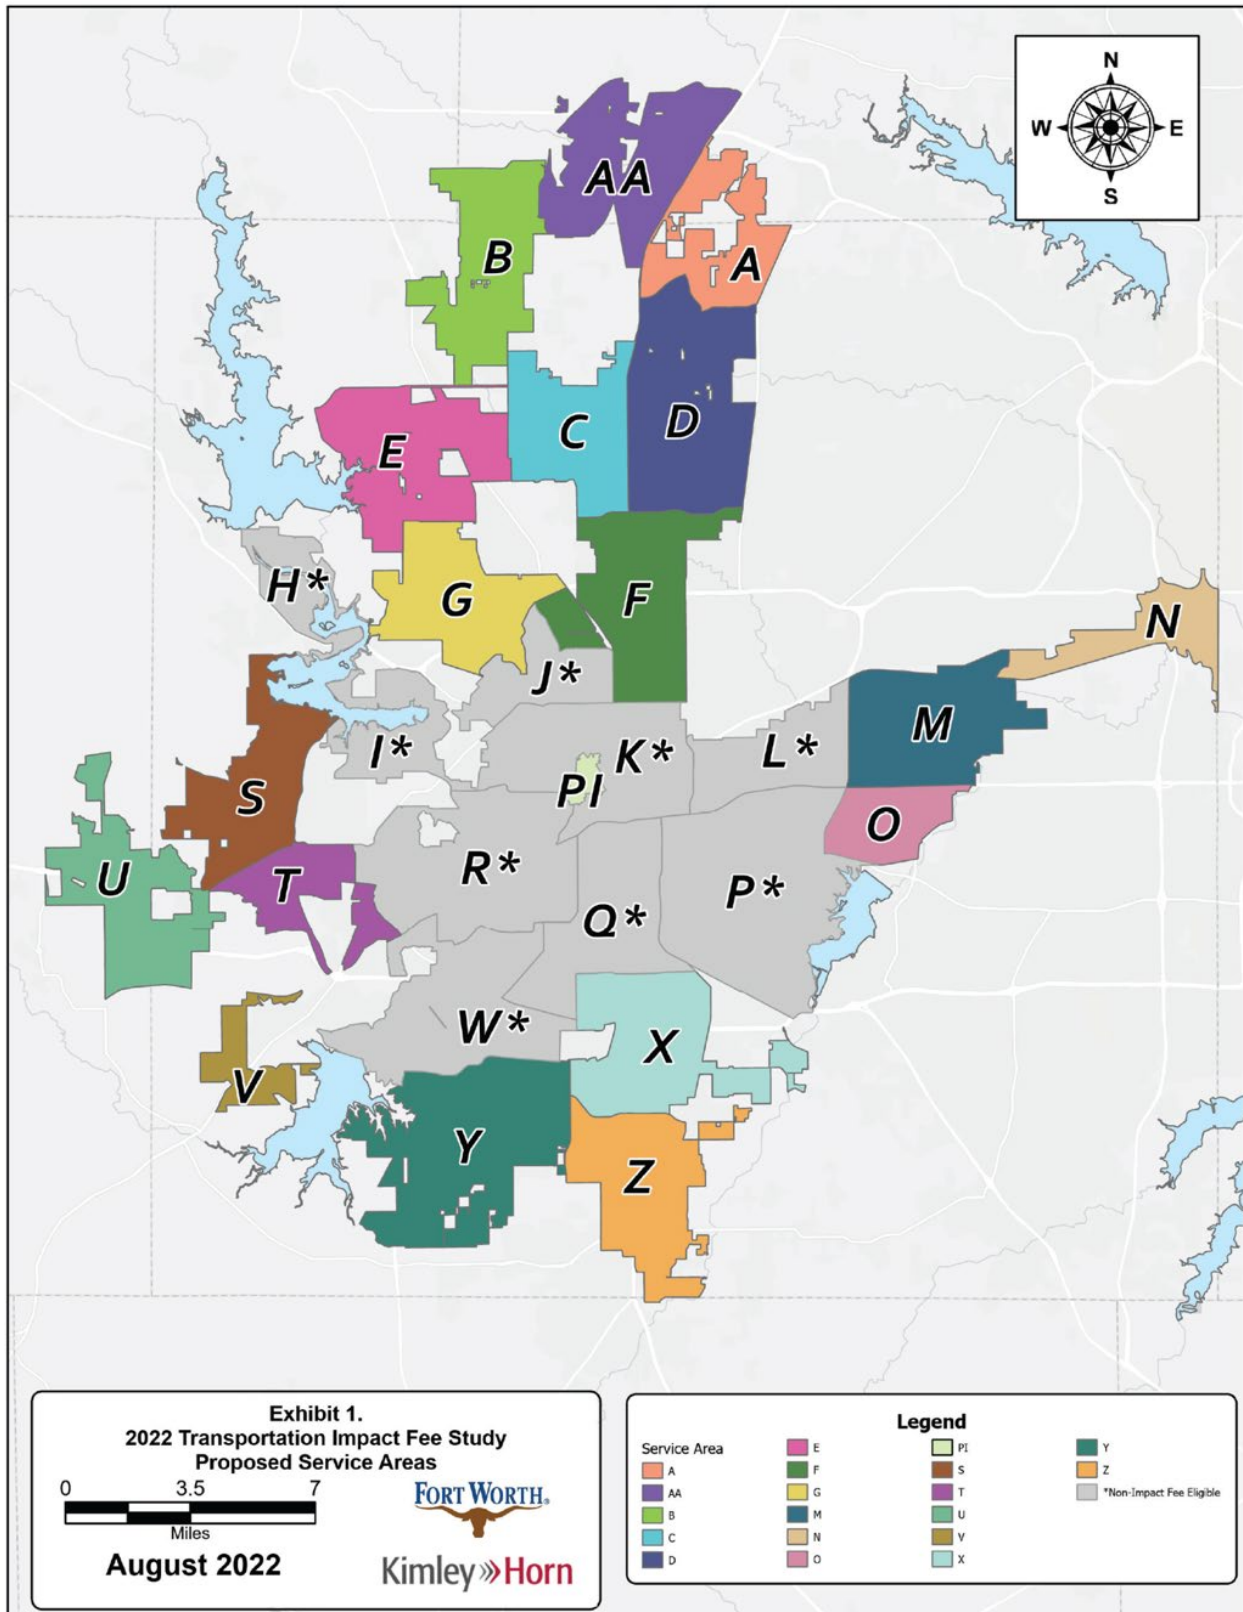 N
W E
S
AA
B
A
C
D
E
H*
G
F
N
J*
M
I*
K*
L*
S
PI
O
U
T
R*
P*
Q*
W*
X
V
Y
Z
Exhibit 1.
2022 Transportation Impact Fee Study
Proposed Service Areas
0 3.5 7
Miles
August 2022
FORT WORTH®
Kimley»Horn
Legend
Service Area
A
AA
B
C
D
E
F
G
M
N
O
PI
S
T
U
V
X
Y
Z
*Non-Impact Fee Eligible